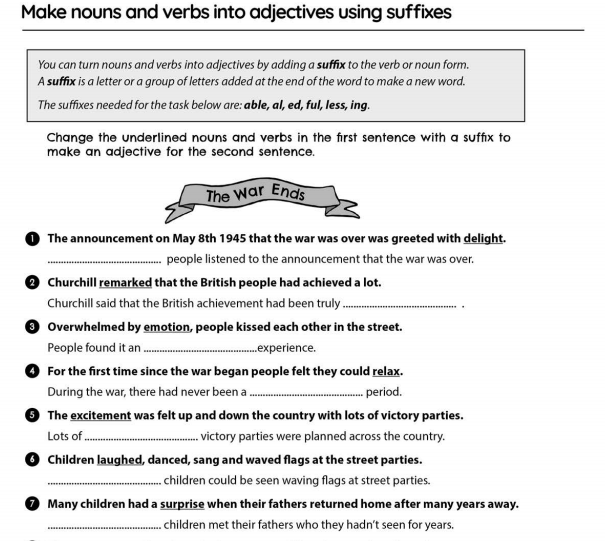 Make nouns and verbs into adjectives using suffixes
You can turn nouns and verbs into adjectives by adding a suffix to the verb or noun form.
A suffix is a letter or a group of letters added at the end of the word to make a new word.
The suffixes needed for the task below are: able, al, ed, ful, less, ing.
Change the underlined nouns and verbs in the first sentence with a suffix to
make an adjective for the second sentence.
The War Ends
1 The announcement on May 8th 1945 that the war was over was greeted with delight.
.......................................... people listened to the announcement that the war was over.
2 Churchill remarked that the British people had achieved a lot.
Churchill said that the British achievement had been truly .......................................... .
3 Overwhelmed by emotion, people kissed each other in the street.
People found it an ..........................................experience.
4 For the first time since the war began people felt they could relax.
During the war, there had never been a .......................................... period.
5 The excitement was felt up and down the country with lots of victory parties.
Lots of .......................................... victory parties were planned across the country.
6 Children laughed, danced, sang and waved flags at the street parties.
.......................................... children could be seen waving flags at street parties.
7 Many children had a surprise when their fathers returned home after many years away.
.......................................... children met their fathers who they hadn't seen for years.